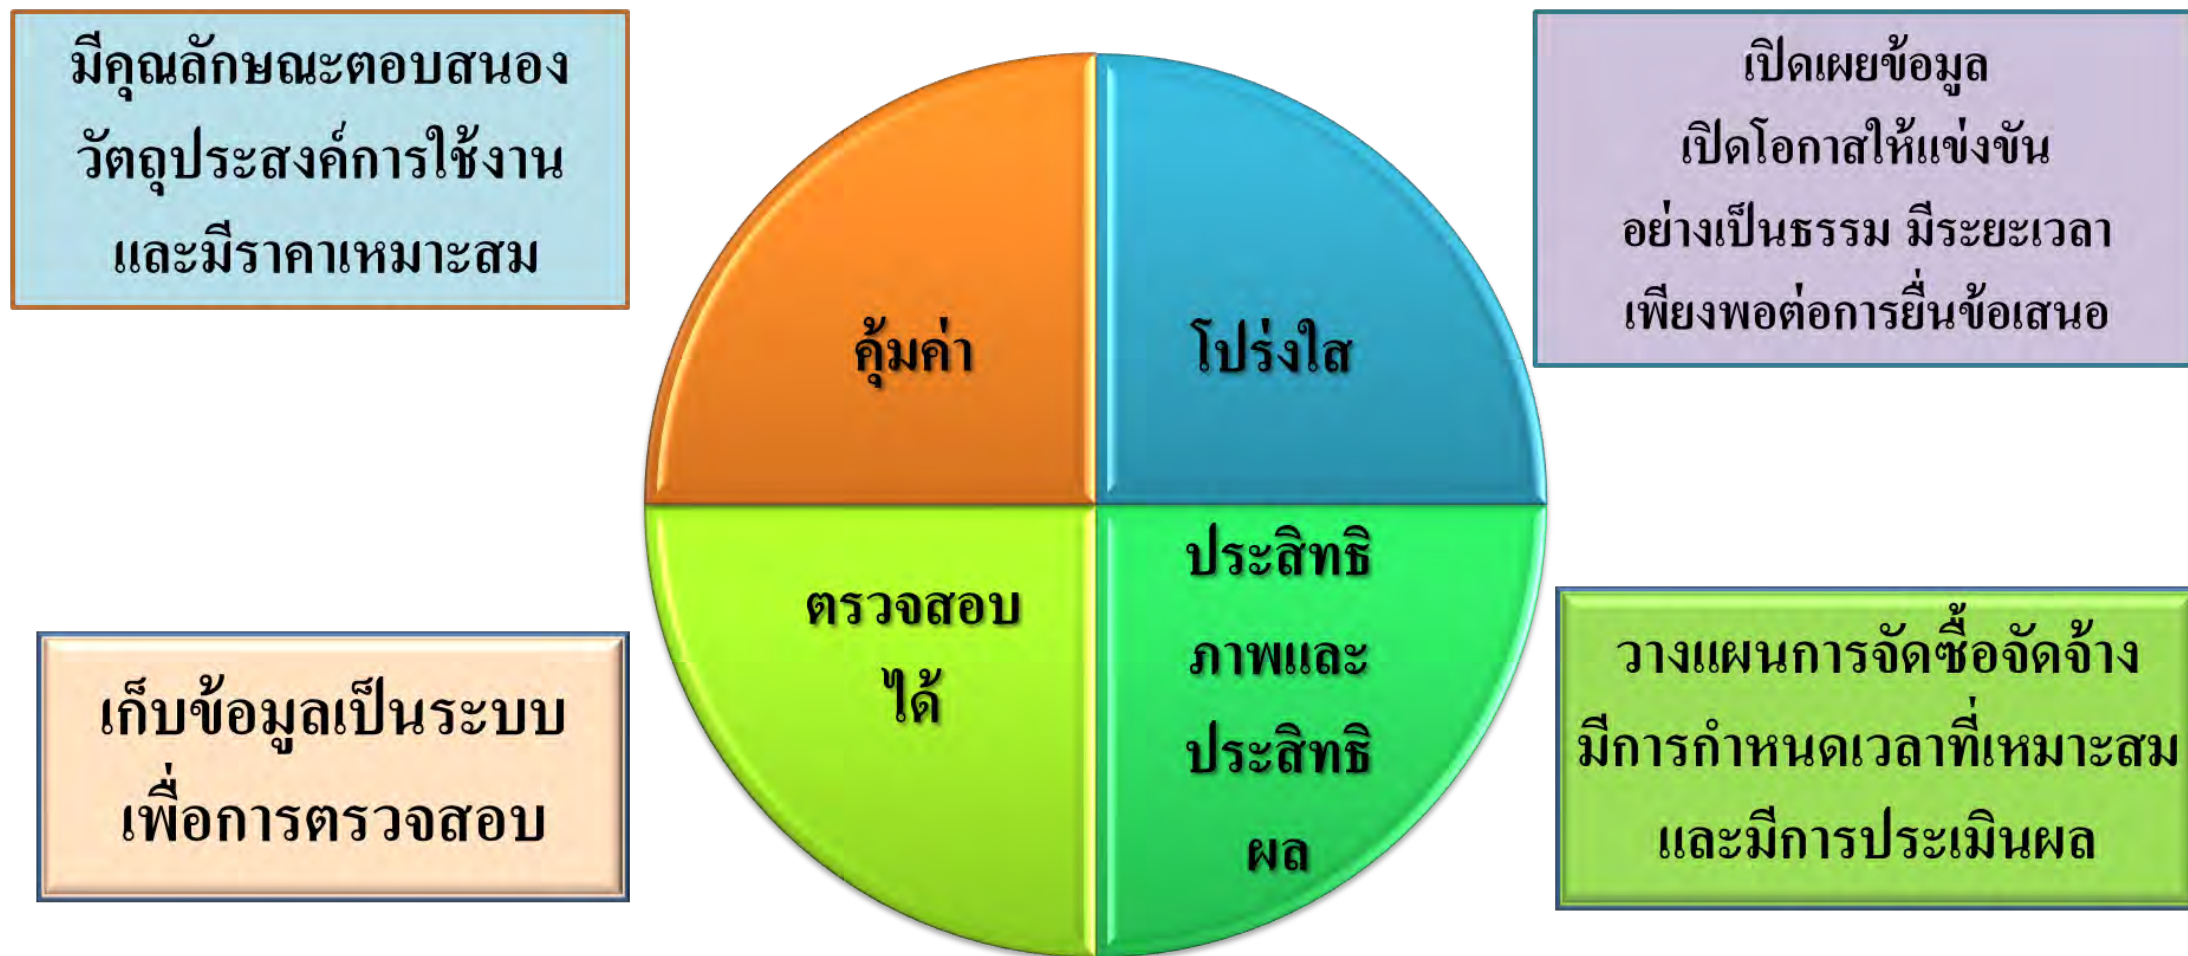 มีคุณลักษณะตอบสนอง
วัตถุประสงค์การใช้งาน
และมีราคาเหมาะสม
เปิดเผยข้อมูล
เปิดโอกาสให้แข่งขัน
อย่างเป็นธรรม มีระยะเวลา
เพียงพอต่อการยื่นข้อเสนอ
คุ้มค่า
โปร่งใส
ตรวจสอบ
ได้
ประสิทธิ
ภาพและ
ประสิทธิ
ผล
เก็บข้อมูลเป็นระบบ
เพื่อการตรวจสอบ
วางแผนการจัดซื้อจัดจ้าง
มีการกำหนดเวลาที่เหมาะสม
และมีการประเมินผล